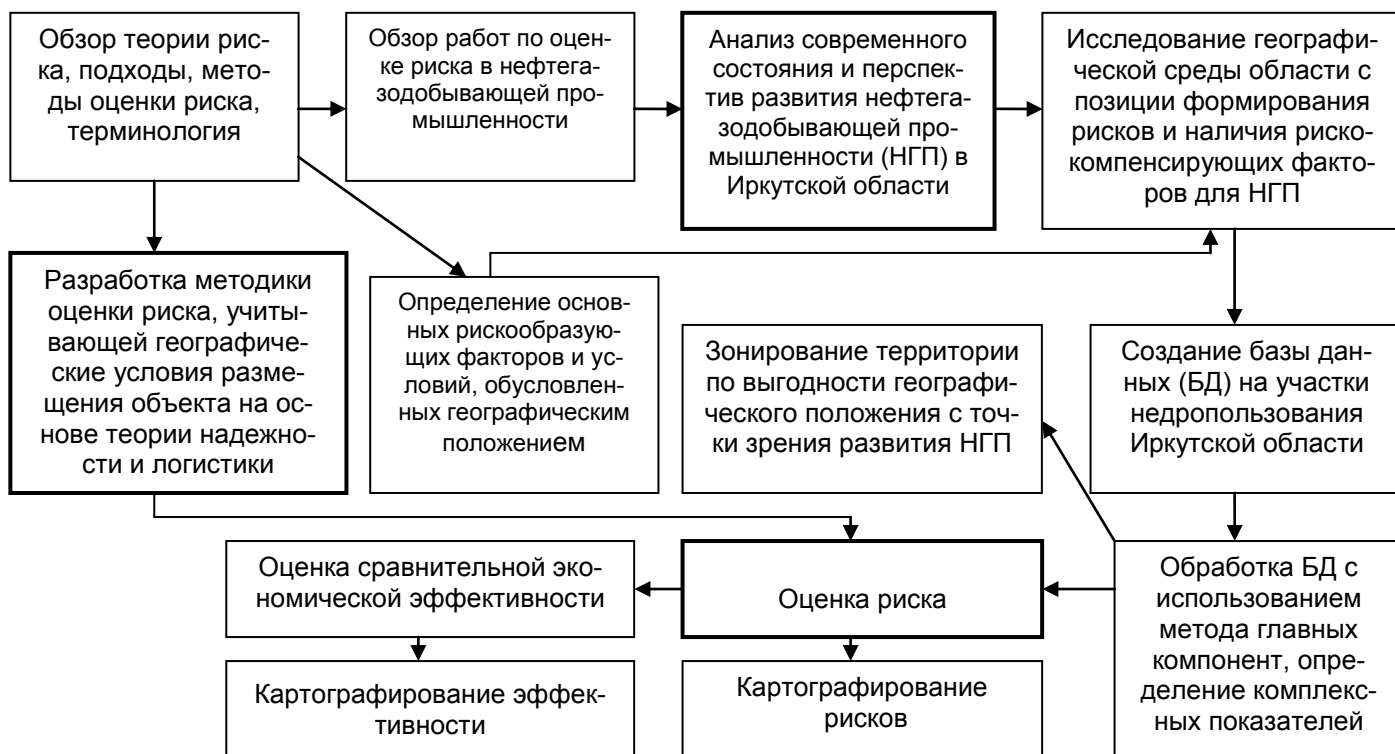 Обзор теории рис-
ка, подходы, мето-
ды оценки риска,
терминология
Обзор работ по оцен-
ке риска в нефтега-
зодобывающей про-
мышленности
Анализ современного
состояния и перспек-
тив развития нефтега-
зодобывающей про-
мышленности (НГП) в
Иркутской области
Исследование географи-
ческой среды области с
позиции формирования
рисков и наличия риско-
компенсирующих факто-
ров для НГП
Разработка методики
оценки риска, учиты-
вающей географиче-
ские условия разме-
щения объекта на ос-
нове теории надежно-
сти и логистики
Определение основ-
ных рискообразую-
щих факторов и ус-
ловий, обусловлен-
ных географическим
положением
Зонирование территории
по выгодности географи-
ческого положения с точ-
ки зрения развития НГП
Создание базы дан-
ных (БД) на участки
недропользования
Иркутской области
Оценка сравнительной эко-
номической эффективности
Оценка риска
Обработка БД с
использованием
метода главных
компонент, опре-
деление комплекс-
ных показателей
Картографирование эффек-
тивности
Картографирование
рисков